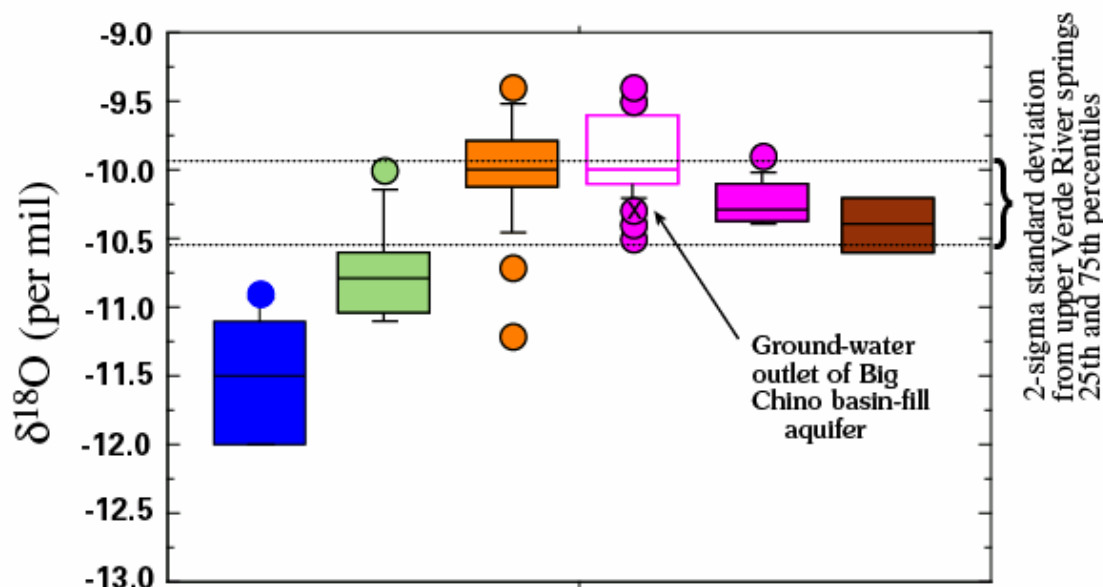 -9.0
-9.5
-10.0
-10.5
-11.0
-11.5
-12.0
-12.5
-13.0
δ18O (per mil)
X
Ground-water
outlet of Big
Chino basin-fill
aquifer
2-sigma standard deviation
from upper Verde River springs
25th and 75th percentiles